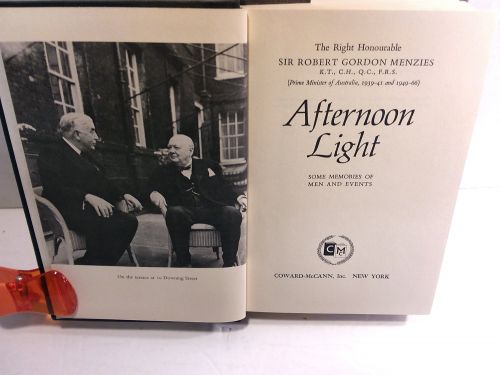 On the terrace at 10 Downing Street
The Right Honourable
SIR ROBERT GORDON MENZIES
K.T., C.H., Q.C., F.R.S.
[Prime Minister of Australia, 1939-41 and 1949-66]
Afternoon
Light
SOME MEMORIES OF
MEN AND EVENTS
COWARD-McCANN, Inc. NEW YORK